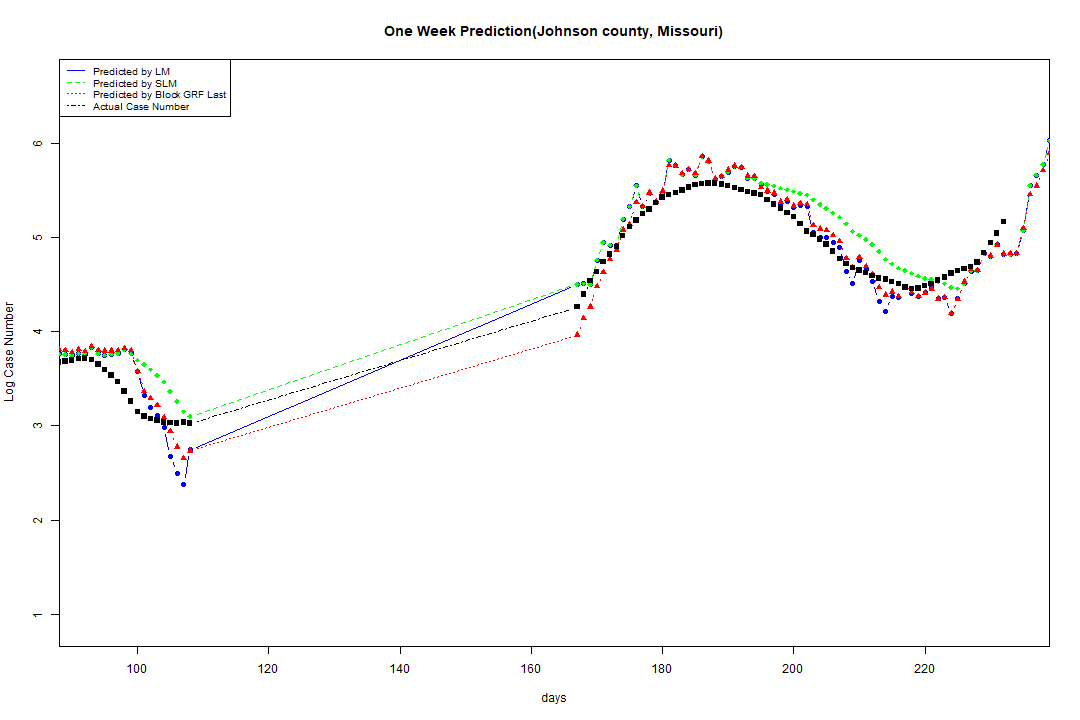 One Week Prediction(Johnson county, Missouri)
Predicted by LM
Predicted by SLM
Predicted by Block GRF Last
Actual Case Number
6
5
4
3
2
1
Log Case Number
100 120 140 160 180 200 220
days